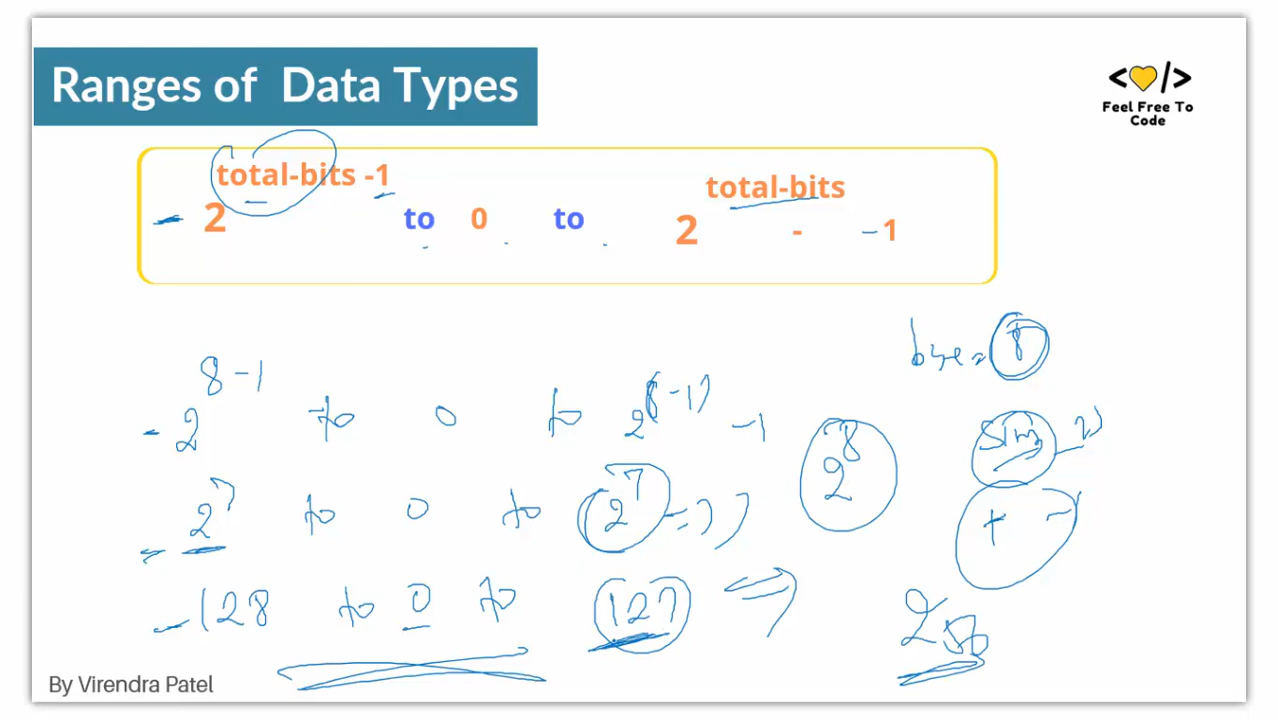 Ranges of Data Types
Feel Free To
Code
total-bits -1
total-bits
- 2 to 0 to 2 - -1
byte = 8
8-1
- 2 to 0 to 2 (8-1) -1
2 8
- 2 7 to 0 to 2 7
+ -
-128 to 0 to 127
256
By Virendra Patel